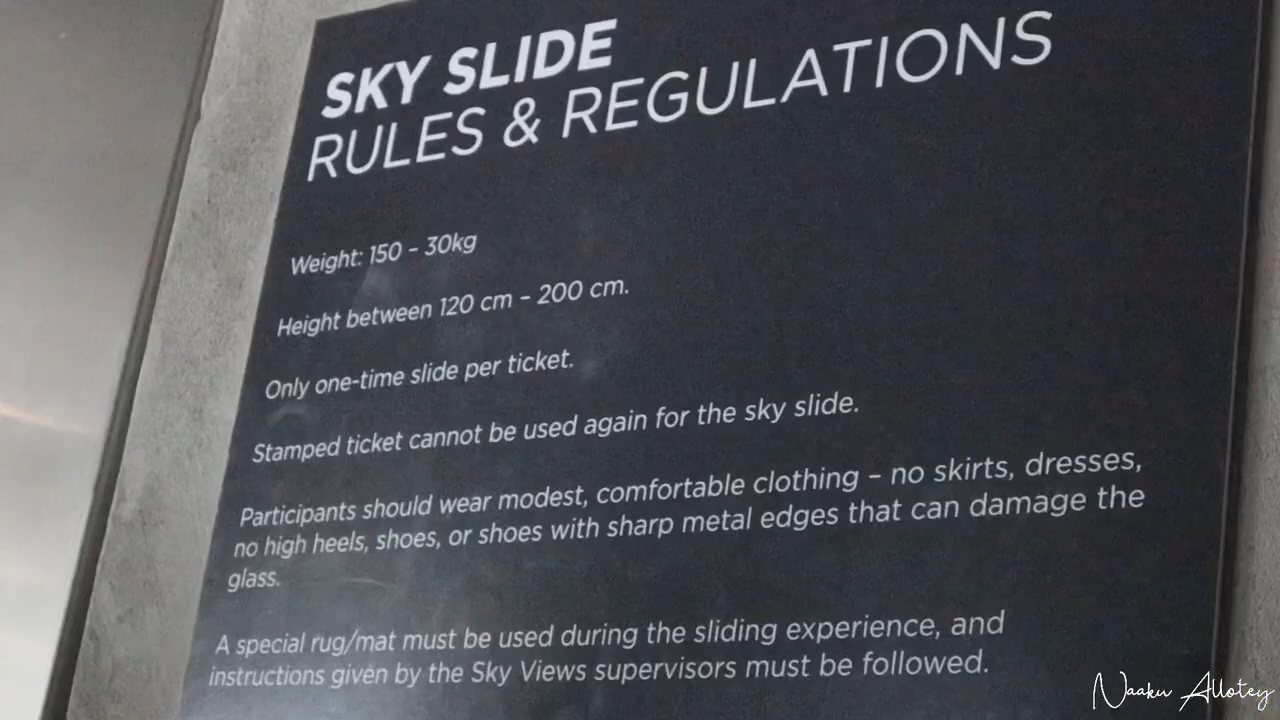 SKY SLIDE
RULES & REGULATIONS
Weight: 150 – 30kg
Height between 120 cm – 200 cm.
Only one-time slide per ticket.
Stamped ticket cannot be used again for the sky slide.
Participants should wear modest, comfortable clothing – no skirts, dresses,
no high heels, shoes, or shoes with sharp metal edges that can damage the
glass.
A special rug/mat must be used during the sliding experience, and
instructions given by the Sky Views supervisors must be followed.
Naaku Allotey